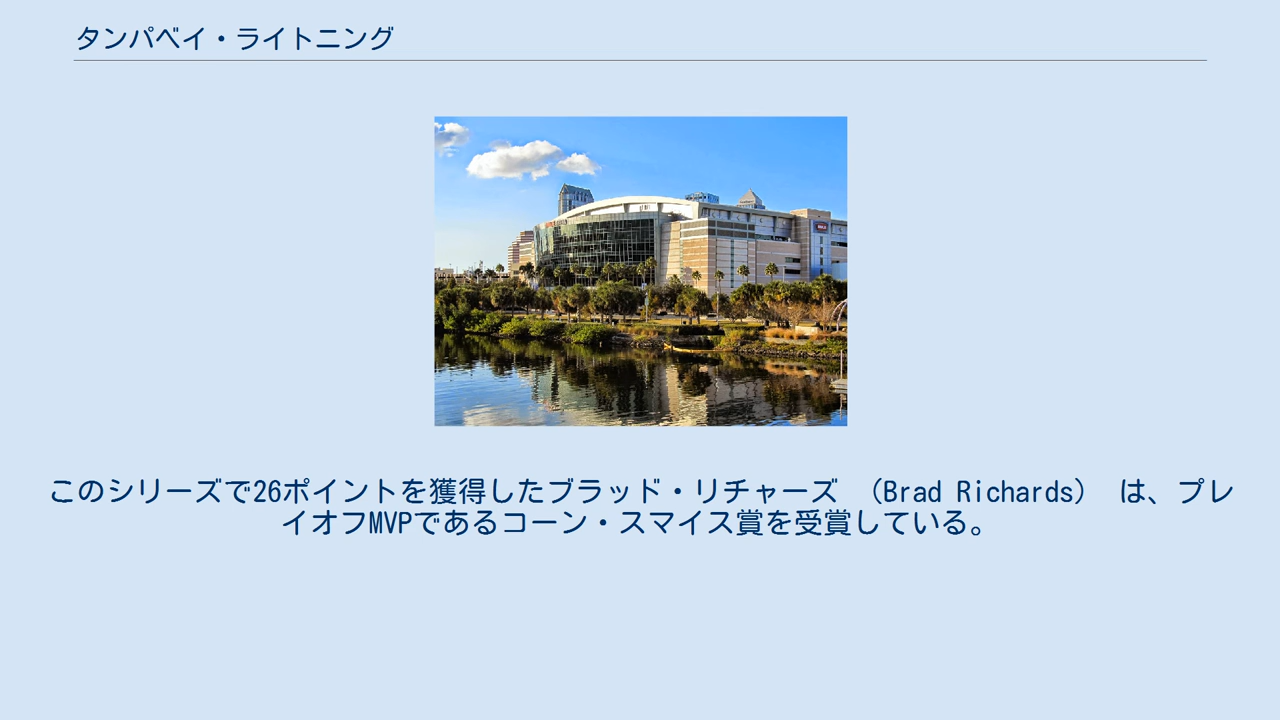 タンパベイ・ライトニング
このシリーズで26ポイントを獲得したブラッド・リチャーズ （Brad Richards） は、プレ
イオフMVPであるコーン・スマイス賞を受賞している。